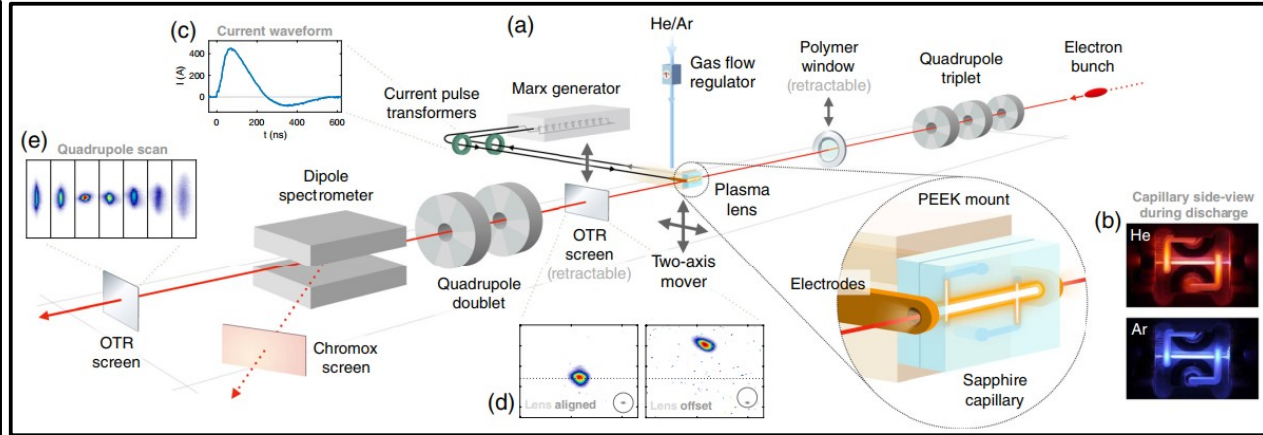 (c)
Current waveform
I (A)
400
200
0
0
200
400
600
t (ns)
(a)
He/Ar
Gas flow
regulator
Marx generator
Current pulse
transformers
Polymer
window
(retractable)
Quadrupole
triplet
Electron
bunch
(e)
Quadrupole scan
Dipole
spectrometer
Plasma
lens
OTR
screen
(retractable)
Two-axis
mover
Quadrupole
doublet
OTR
screen
Chromox
screen
(d)
Lens aligned
Lens offset
PEEK mount
Electrodes
Sapphire
capillary
Capillary side-view
during discharge
(b)
He
Ar